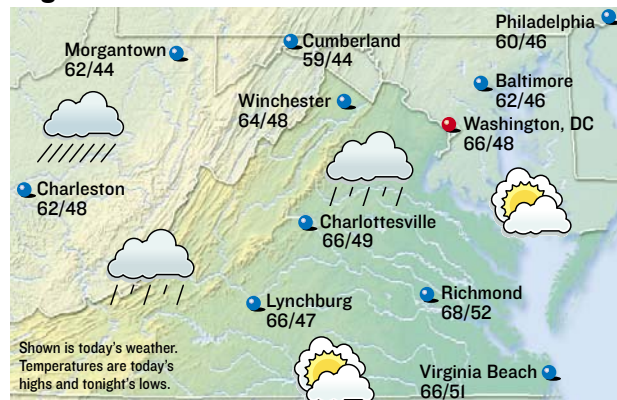 Philadelphia
60/46
Morgantown
62/44
Cumberland
59/44
Baltimore
62/46
Winchester
64/48
Washington, DC
66/48
Charleston
62/48
Charlottesville
66/49
Lynchburg
66/47
Richmond
68/52
Shown is today's weather.
Temperatures are today's
highs and tonight's lows.
Virginia Beach
66/51